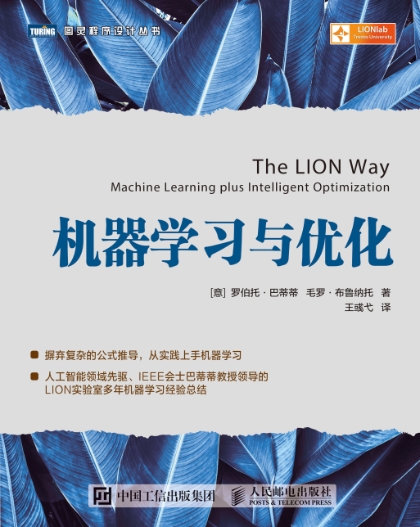 TURING 图灵程序设计丛书
LIONlab
Trento University
The LION Way
Machine Learning plus Intelligent Optimization
机器学习与优化
[意] 罗伯托·巴蒂蒂 毛罗·布鲁纳托 著
王彧弋 译
摒弃复杂的公式推导，从实践上手机器学习
人工智能领域先驱、IEEE会士巴蒂蒂教授领导的
LION实验室多年机器学习经验总结
中国工信出版集团
人民邮电出版社
POSTS & TELECOM PRESS